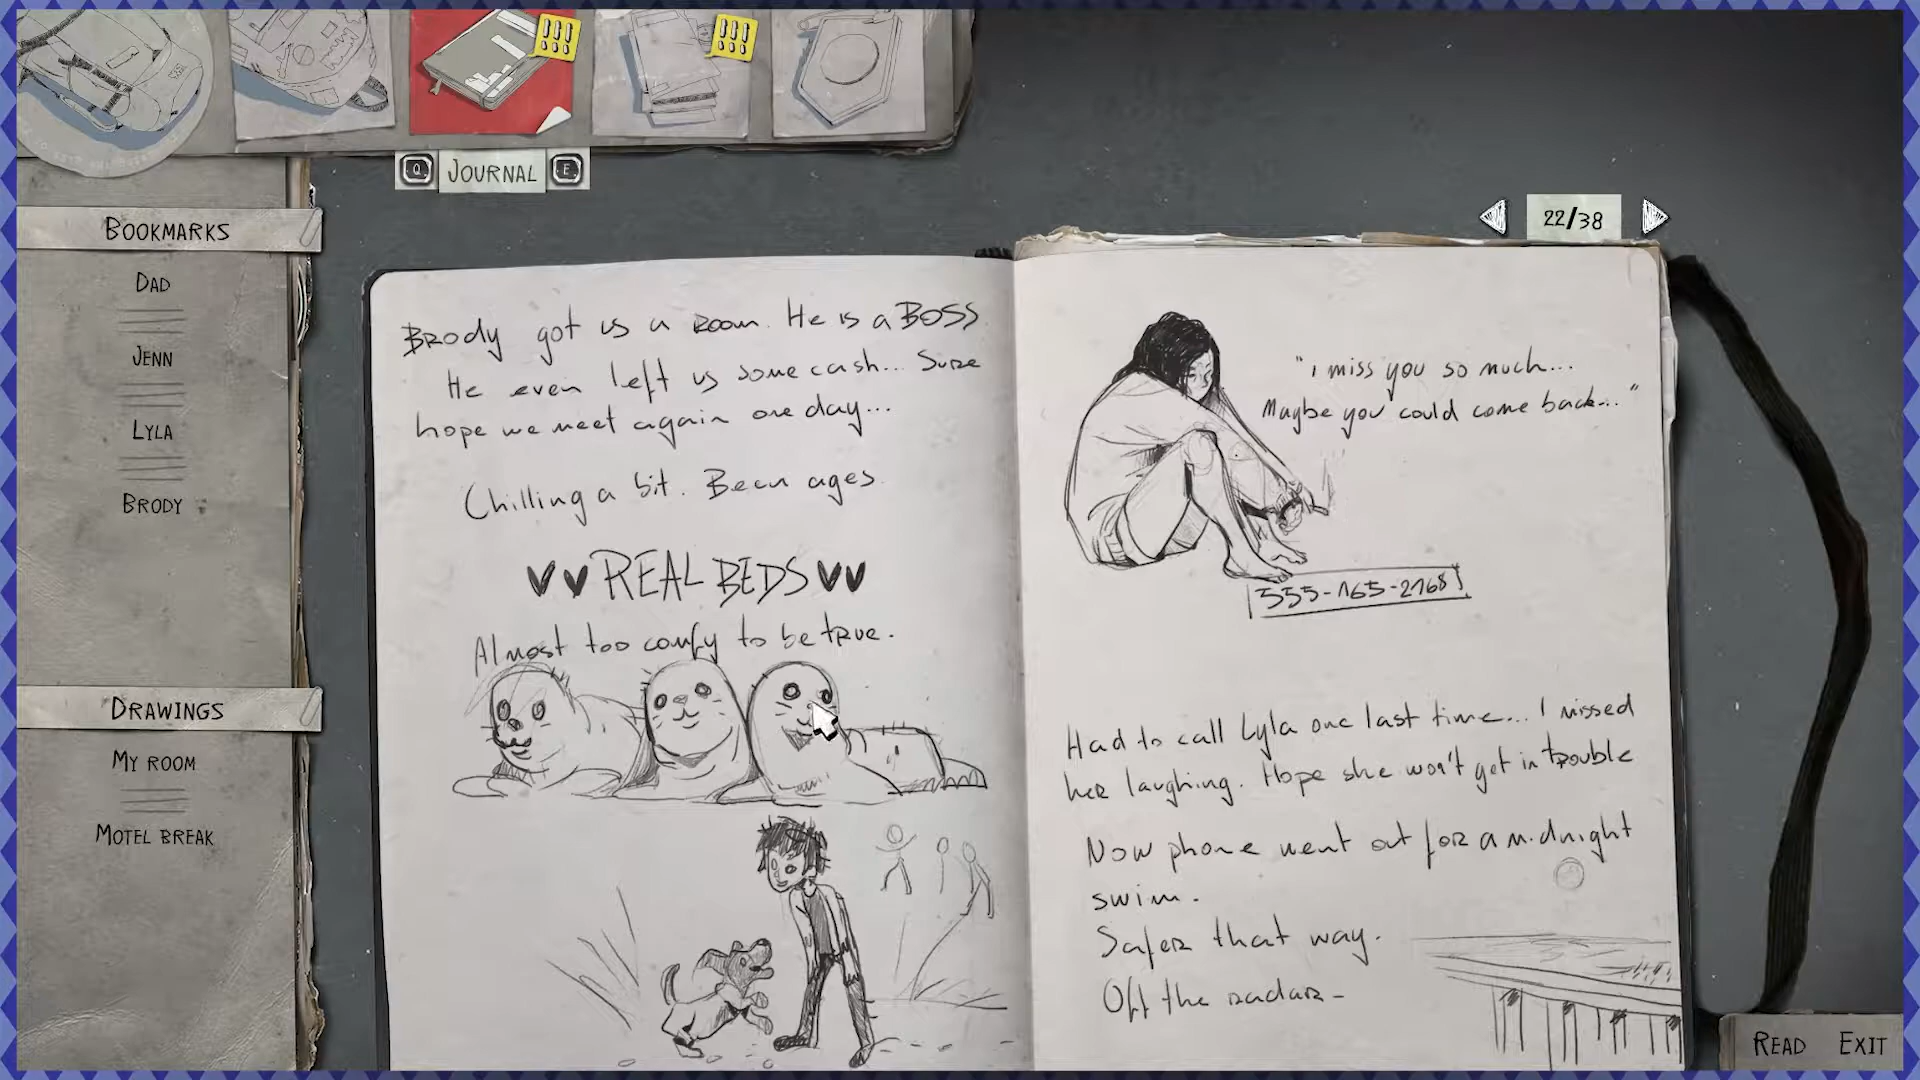 Q
JOURNAL
E
BOOKMARKS
DAD
JENN
LYLA
BRODY
DRAWINGS
MY ROOM
MOTEL BREAK
22/38
Brody got us a room. He is a BOSS
He even left us some cash... Sure
hope we meet again one day...
Chilling a bit. Been ages.
REAL BEDS
Almost too comfy to be true.
"I miss you so much...
Maybe you could come back..."
555-165-2168
Had to call Lyla one last time... I missed
her laughing. Hope she won't get in trouble
Now phone went out for a midnight
swim.
Safer that way.
Off the radar-
READ EXIT